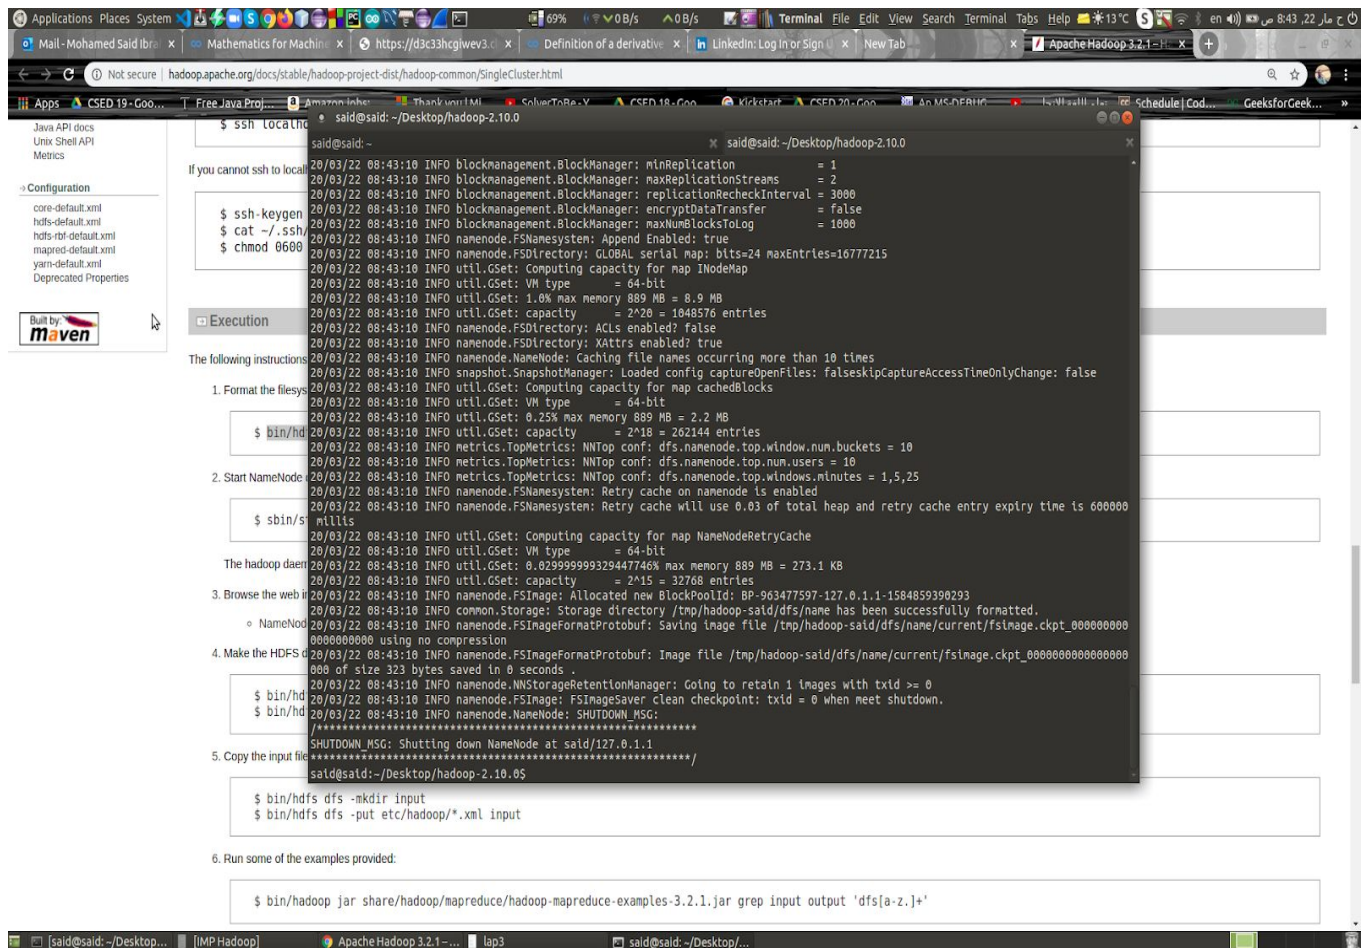 Applications Places System
69% 0 B/s 0 B/s
Terminal File Edit View Search Terminal Tabs Help 13°C S en ص 8:43 ,22 مار ح
Mail - Mohamed Said Ibra x
Mathematics for Machin x
https://d3c33hcgiwev3.cl x
Definition of a derivative x
LinkedIn: Log In or Sign U x
New Tab x
Apache Hadoop 3.2.1 – H x
Not secure | hadoop.apache.org/docs/stable/hadoop-project-dist/hadoop-common/SingleCluster.html
Apps CSED 19 - Goo... Free Java Proj... Amazon Jobs: Thank you! | Mi... SolverToBe - Y... CSED 18 - Goo... Kickstart CSED 20 - Goo... An MS-DEBUG Schedule | Cod... GeeksforGeek... »
Java API docs
Unix Shell API
Metrics
Configuration
core-default.xml
hdfs-default.xml
hdfs-rbf-default.xml
mapred-default.xml
yarn-default.xml
Deprecated Properties
Built by:
maven
$ ssh localho
If you cannot ssh to locall
$ ssh-keygen
$ cat ~/.ssh/
$ chmod 0600
Execution
The following instructions
1. Format the filesys
$ bin/hd
2. Start NameNode
$ sbin/s
The hadoop daem
3. Browse the web in
NameNod
4. Make the HDFS d
$ bin/hd
$ bin/hd
5. Copy the input file
$ bin/hdfs dfs -mkdir input
$ bin/hdfs dfs -put etc/hadoop/*.xml input
6. Run some of the examples provided:
$ bin/hadoop jar share/hadoop/mapreduce/hadoop-mapreduce-examples-3.2.1.jar grep input output 'dfs[a-z.]+'
said@said: ~/Desktop/hadoop-2.10.0
said@said: ~ x said@said: ~/Desktop/hadoop-2.10.0 x
20/03/22 08:43:10 INFO blockmanagement.BlockManager: minReplication = 1
20/03/22 08:43:10 INFO blockmanagement.BlockManager: maxReplicationStreams = 2
20/03/22 08:43:10 INFO blockmanagement.BlockManager: replicationRecheckInterval = 3000
20/03/22 08:43:10 INFO blockmanagement.BlockManager: encryptDataTransfer = false
20/03/22 08:43:10 INFO blockmanagement.BlockManager: maxNumBlocksToLog = 1000
20/03/22 08:43:10 INFO namenode.FSNamesystem: Append Enabled: true
20/03/22 08:43:10 INFO namenode.FSDirectory: GLOBAL serial map: bits=24 maxEntries=16777215
20/03/22 08:43:10 INFO util.GSet: Computing capacity for map INodeMap
20/03/22 08:43:10 INFO util.GSet: VM type = 64-bit
20/03/22 08:43:10 INFO util.GSet: 1.0% max memory 889 MB = 8.9 MB
20/03/22 08:43:10 INFO util.GSet: capacity = 2^20 = 1048576 entries
20/03/22 08:43:10 INFO namenode.FSDirectory: ACLs enabled? false
20/03/22 08:43:10 INFO namenode.FSDirectory: XAttrs enabled? true
20/03/22 08:43:10 INFO namenode.NameNode: Caching file names occurring more than 10 times
20/03/22 08:43:10 INFO snapshot.SnapshotManager: Loaded config captureOpenFiles: falseskipCaptureAccessTimeOnlyChange: false
20/03/22 08:43:10 INFO util.GSet: Computing capacity for map cachedBlocks
20/03/22 08:43:10 INFO util.GSet: VM type = 64-bit
20/03/22 08:43:10 INFO util.GSet: 0.25% max memory 889 MB = 2.2 MB
20/03/22 08:43:10 INFO util.GSet: capacity = 2^18 = 262144 entries
20/03/22 08:43:10 INFO metrics.TopMetrics: NNTop conf: dfs.namenode.top.window.num.buckets = 10
20/03/22 08:43:10 INFO metrics.TopMetrics: NNTop conf: dfs.namenode.top.num.users = 10
20/03/22 08:43:10 INFO metrics.TopMetrics: NNTop conf: dfs.namenode.top.windows.minutes = 1,5,25
20/03/22 08:43:10 INFO namenode.FSNamesystem: Retry cache on namenode is enabled
20/03/22 08:43:10 INFO namenode.FSNamesystem: Retry cache will use 0.03 of total heap and retry cache entry expiry time is 600000
millis
20/03/22 08:43:10 INFO util.GSet: Computing capacity for map NameNodeRetryCache
20/03/22 08:43:10 INFO util.GSet: VM type = 64-bit
20/03/22 08:43:10 INFO util.GSet: 0.029999999329447746% max memory 889 MB = 273.1 KB
20/03/22 08:43:10 INFO util.GSet: capacity = 2^15 = 32768 entries
20/03/22 08:43:10 INFO namenode.FSImage: Allocated new BlockPoolId: BP-963477597-127.0.1.1-1584859390293
20/03/22 08:43:10 INFO common.Storage: Storage directory /tmp/hadoop-said/dfs/name has been successfully formatted.
20/03/22 08:43:10 INFO namenode.FSImageFormatProtobuf: Saving image file /tmp/hadoop-said/dfs/name/current/fsimage.ckpt_000000000
0000000000 using no compression
20/03/22 08:43:10 INFO namenode.FSImageFormatProtobuf: Image file /tmp/hadoop-said/dfs/name/current/fsimage.ckpt_0000000000000000
000 of size 323 bytes saved in 0 seconds .
20/03/22 08:43:10 INFO namenode.NNStorageRetentionManager: Going to retain 1 images with txid >= 0
20/03/22 08:43:10 INFO namenode.FSImage: FSImageSaver clean checkpoint: txid = 0 when meet shutdown.
20/03/22 08:43:10 INFO namenode.NameNode: SHUTDOWN_MSG:
/************************************************************
SHUTDOWN_MSG: Shutting down NameNode at said/127.0.1.1
************************************************************/
said@said:~/Desktop/hadoop-2.10.0$
[said@said: ~/Desktop... [IMP Hadoop] Apache Hadoop 3.2.1 – ... lap3 said@said: ~/Desktop/...